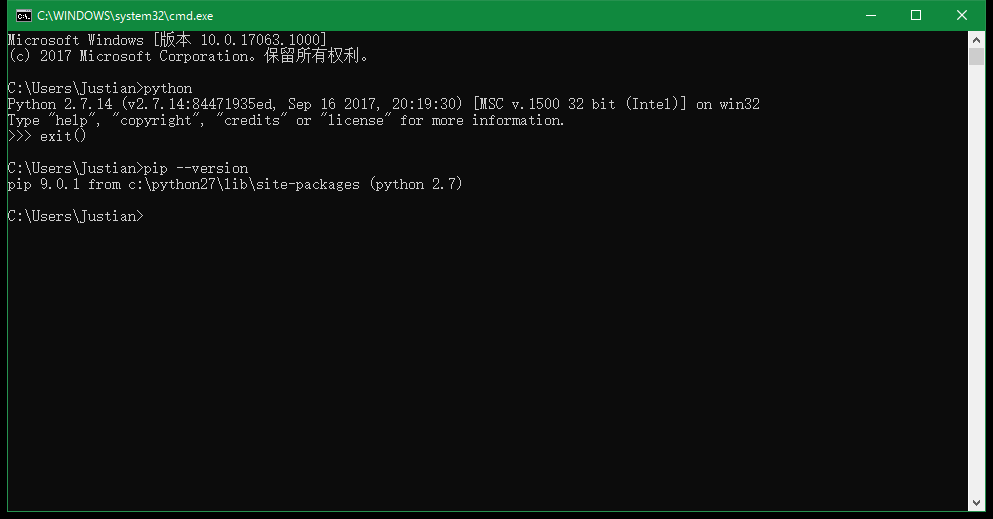 C:\WINDOWS\system32\cmd.exe
Microsoft Windows [版本 10.0.17063.1000]
(c) 2017 Microsoft Corporation。保留所有权利。
C:\Users\Justian>python
Python 2.7.14 (v2.7.14:84471935ed, Sep 16 2017, 20:19:30) [MSC v.1500 32 bit (Intel)] on win32
Type "help", "copyright", "credits" or "license" for more information.
>>> exit()
C:\Users\Justian>pip --version
pip 9.0.1 from c:\python27\lib\site-packages (python 2.7)
C:\Users\Justian>